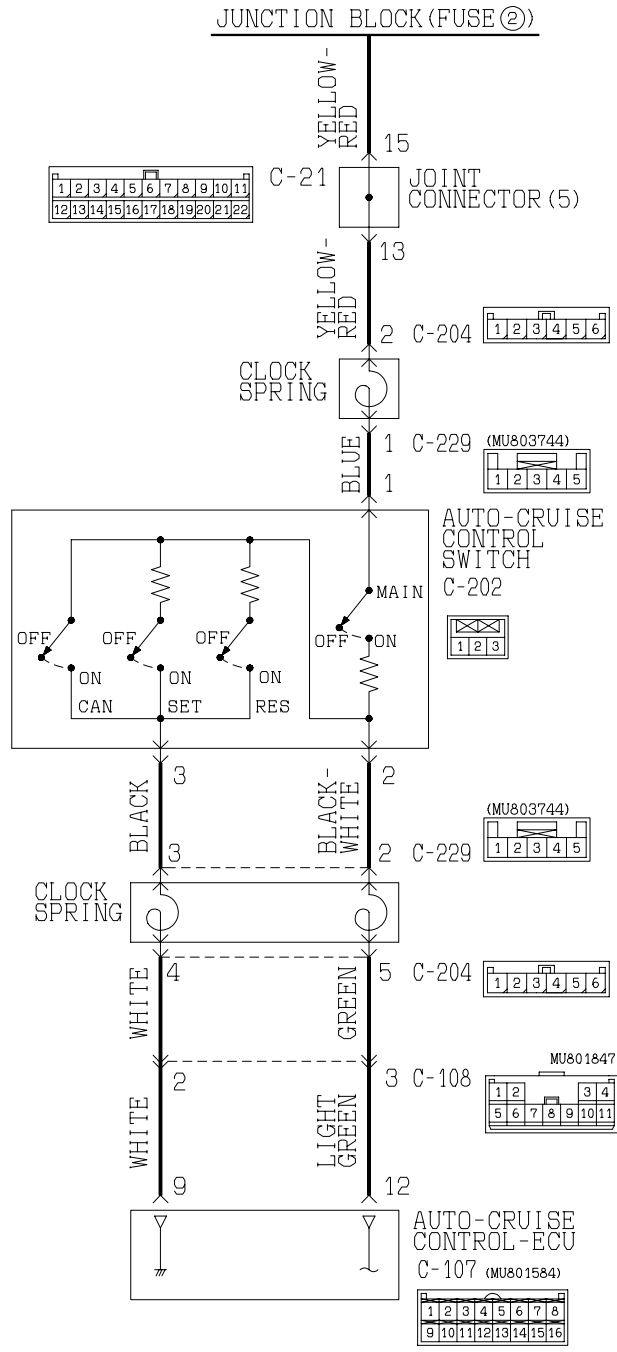 JUNCTION BLOCK(FUSE②)
YELLOW-
RED
15
1 2 3 4 5 6 7 8 9 10 11
12 13 14 15 16 17 18 19 20 21 22
C-21
JOINT
CONNECTOR(5)
13
YELLOW-
RED
2 C-204
1 2 3 4 5 6
CLOCK
SPRING
BLUE
1 C-229 (MU803744)
1 2 3 4 5
1
AUTO-CRUISE
CONTROL
SWITCH
C-202
1 2 3
MAIN
OFF OFF OFF OFF ON
ON ON ON
CAN SET RES
3 2
BLACK
BLACK-
WHITE
(MU803744)
3 2 C-229
1 2 3 4 5
CLOCK
SPRING
4 5 C-204
1 2 3 4 5 6
WHITE
GREEN
MU801847
2 3 C-108
1 2 3 4
5 6 7 8 9 10 11
WHITE
LIGHT
GREEN
9 12
AUTO-CRUISE
CONTROL-ECU
C-107 (MU801584)
1 2 3 4 5 6 7 8
9 10 11 12 13 14 15 16